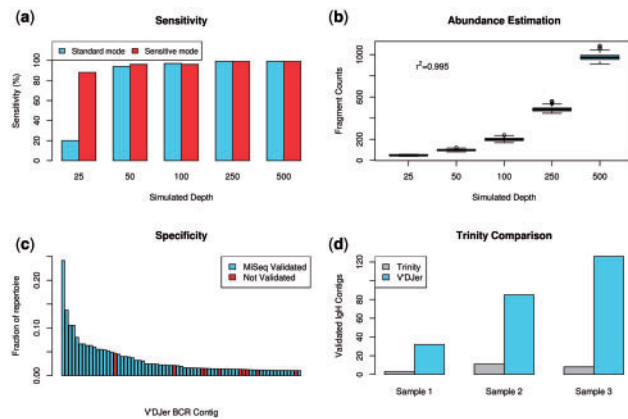 (a)
Sensitivity
Standard mode
Sensitive mode
Sensitivity (%)
100
80
60
40
20
0
25 50 100 250 500
Simulated Depth
(b)
Abundance Estimation
r²=0.995
Fragment Counts
1000
600
200
0
25 50 100 250 500
Simulated Depth
(c)
Specificity
MiSeq Validated
Not Validated
Fraction of repertoire
0.20
0.10
0.00
V'DJer BCR Contig
(d)
Trinity Comparison
Trinity
V'DJer
Validated IgH Contigs
120
80
60
40
20
0
Sample 1 Sample 2 Sample 3